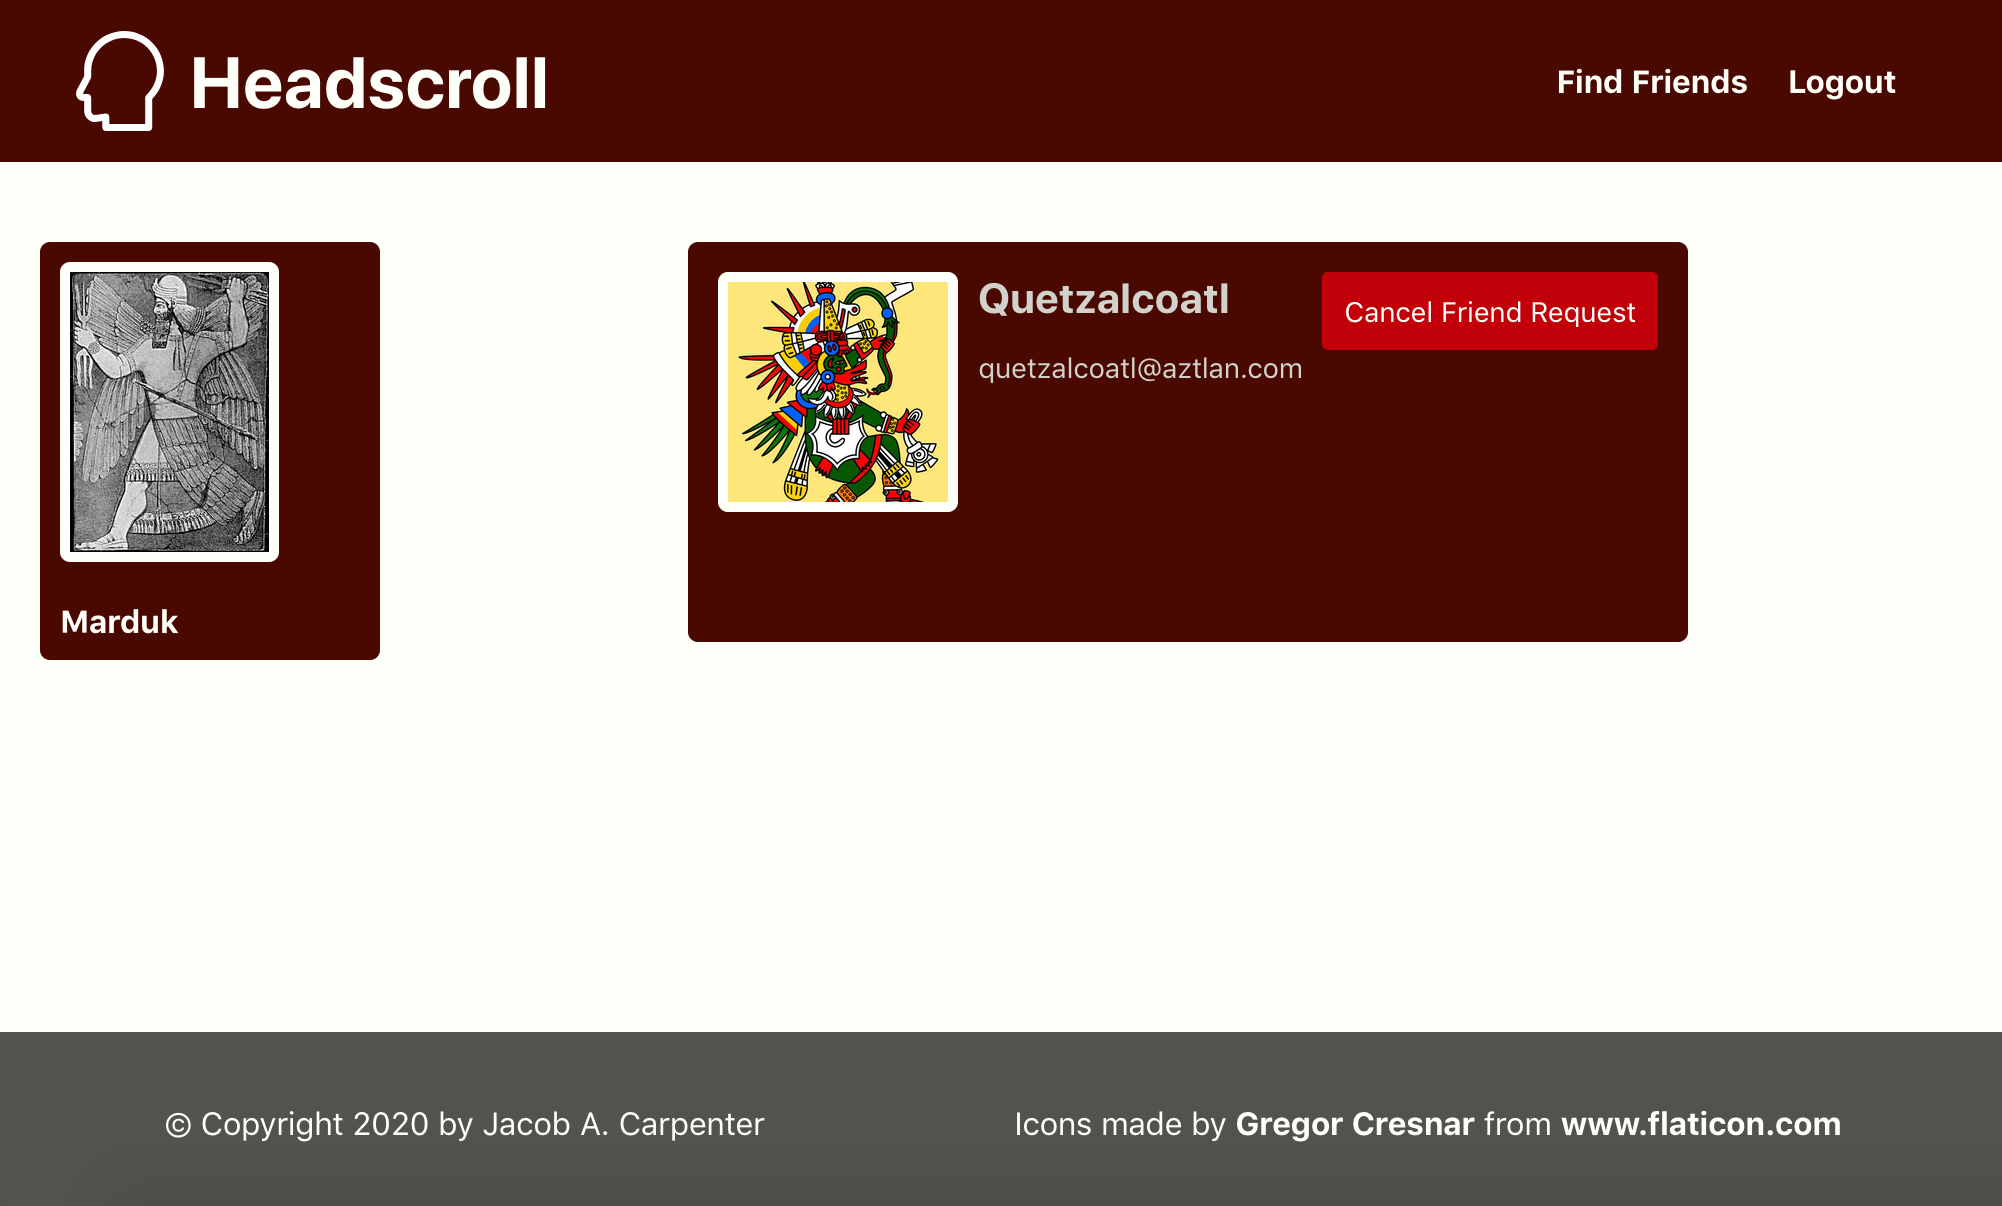 Headscroll
Find Friends
Logout
Marduk
Quetzalcoatl
quetzalcoatl@aztlan.com
Cancel Friend Request
© Copyright 2020 by Jacob A. Carpenter
Icons made by Gregor Cresnar from www.flaticon.com